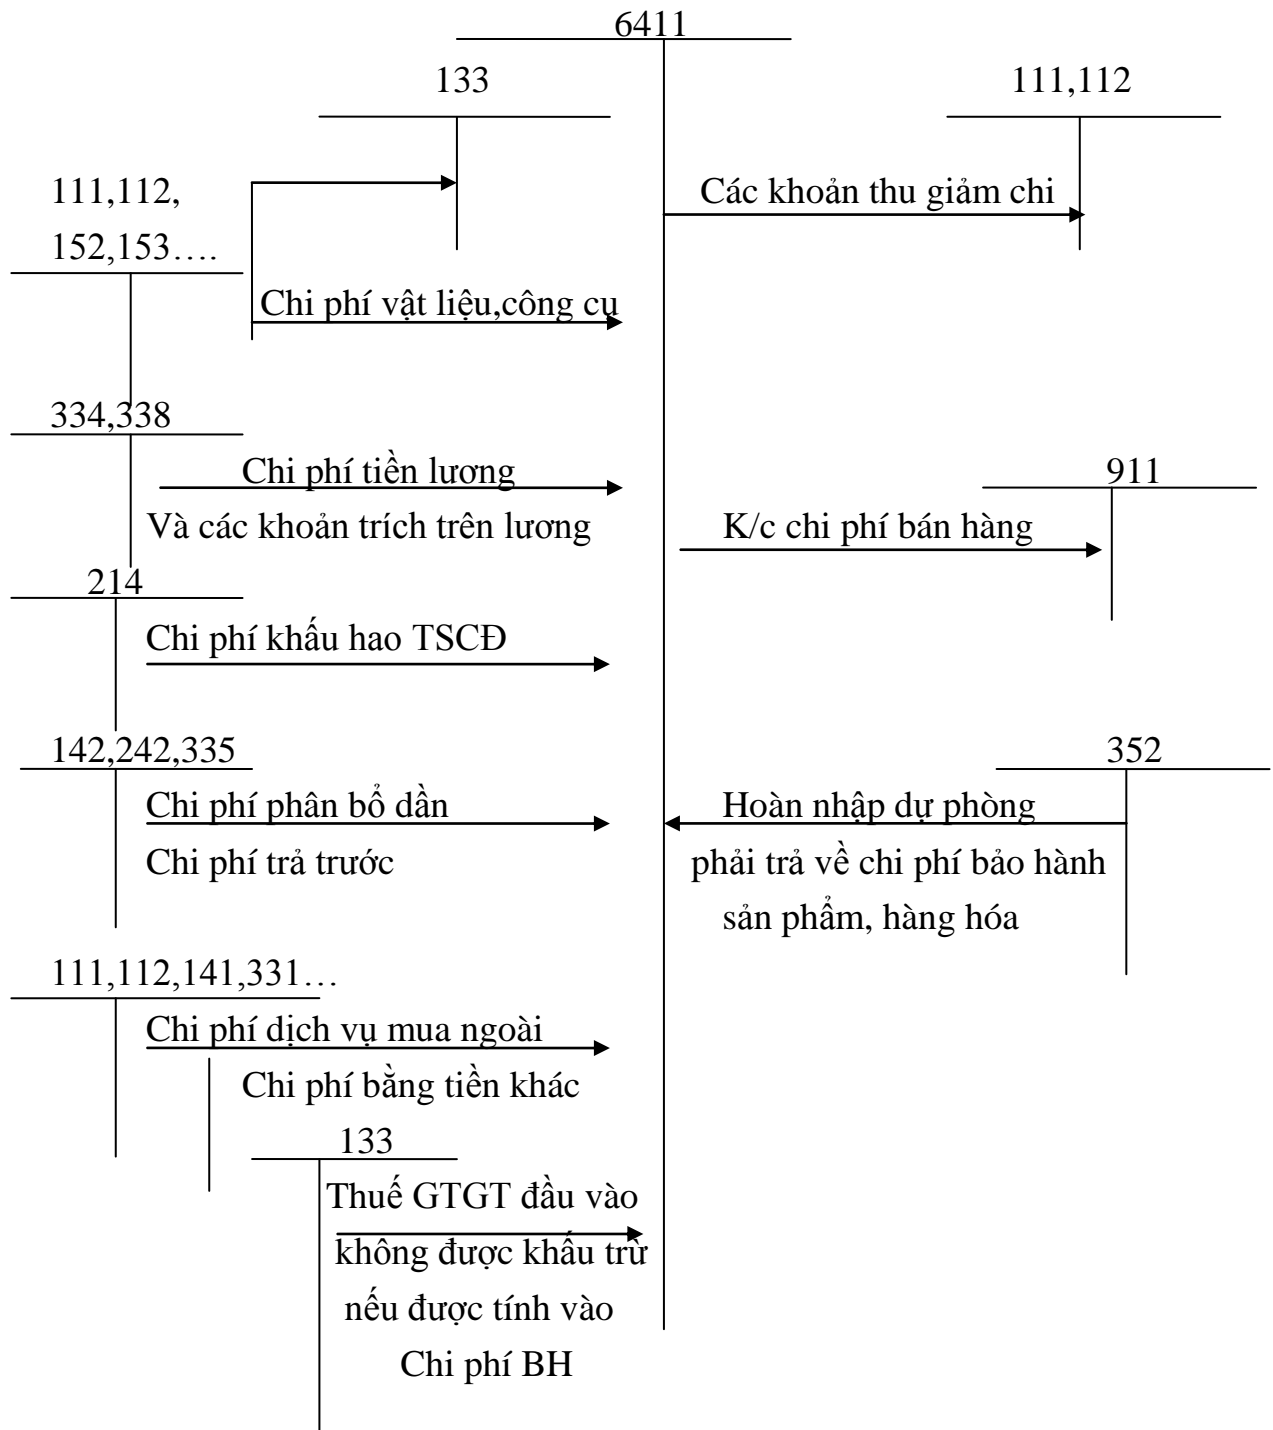 6411
133
111,112
111,112,
152,153….
Các khoản thu giảm chi
Chi phí vật liệu,công cụ
334,338
Chi phí tiền lương
Và các khoản trích trên lương
911
K/c chi phí bán hàng
214
Chi phí khấu hao TSCĐ
142,242,335
Chi phí phân bổ dần
Chi phí trả trước
352
Hoàn nhập dự phòng
phải trả về chi phí bảo hành
sản phẩm, hàng hóa
111,112,141,331…
Chi phí dịch vụ mua ngoài
Chi phí bằng tiền khác
133
Thuế GTGT đầu vào
không được khấu trừ
nếu được tính vào
Chi phí BH